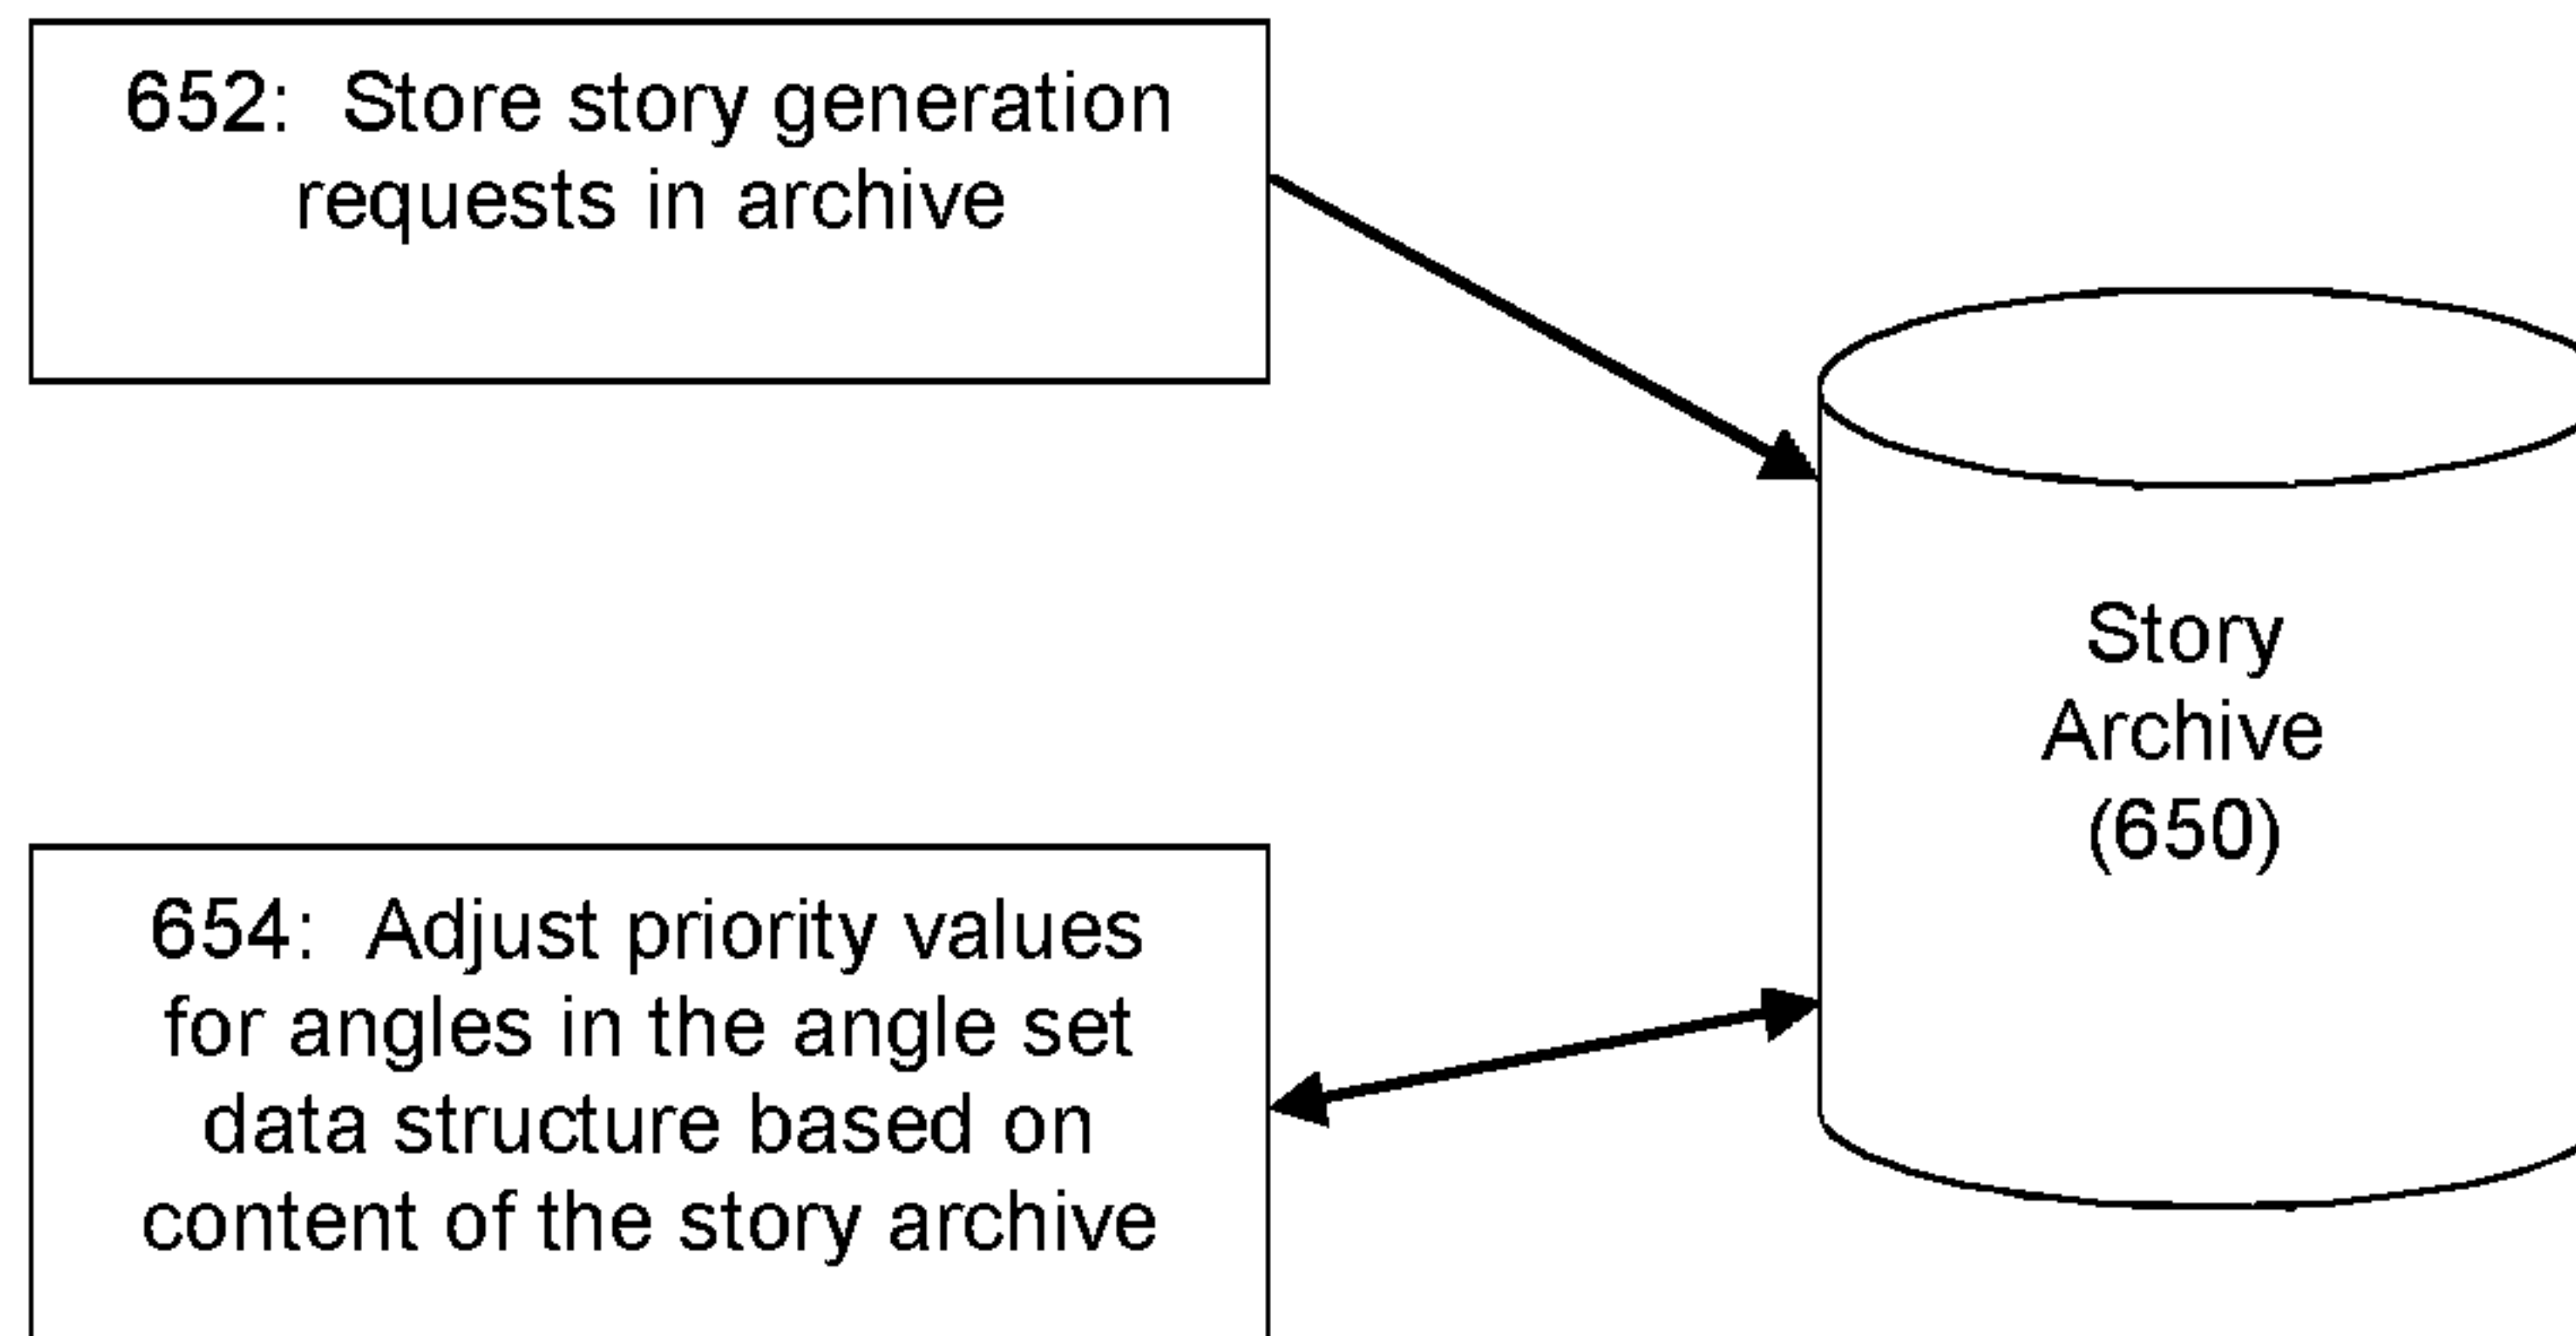 652: Store story generation
requests in archive
Story
Archive
(650)
654: Adjust priority values
for angles in the angle set
data structure based on
content of the story archive